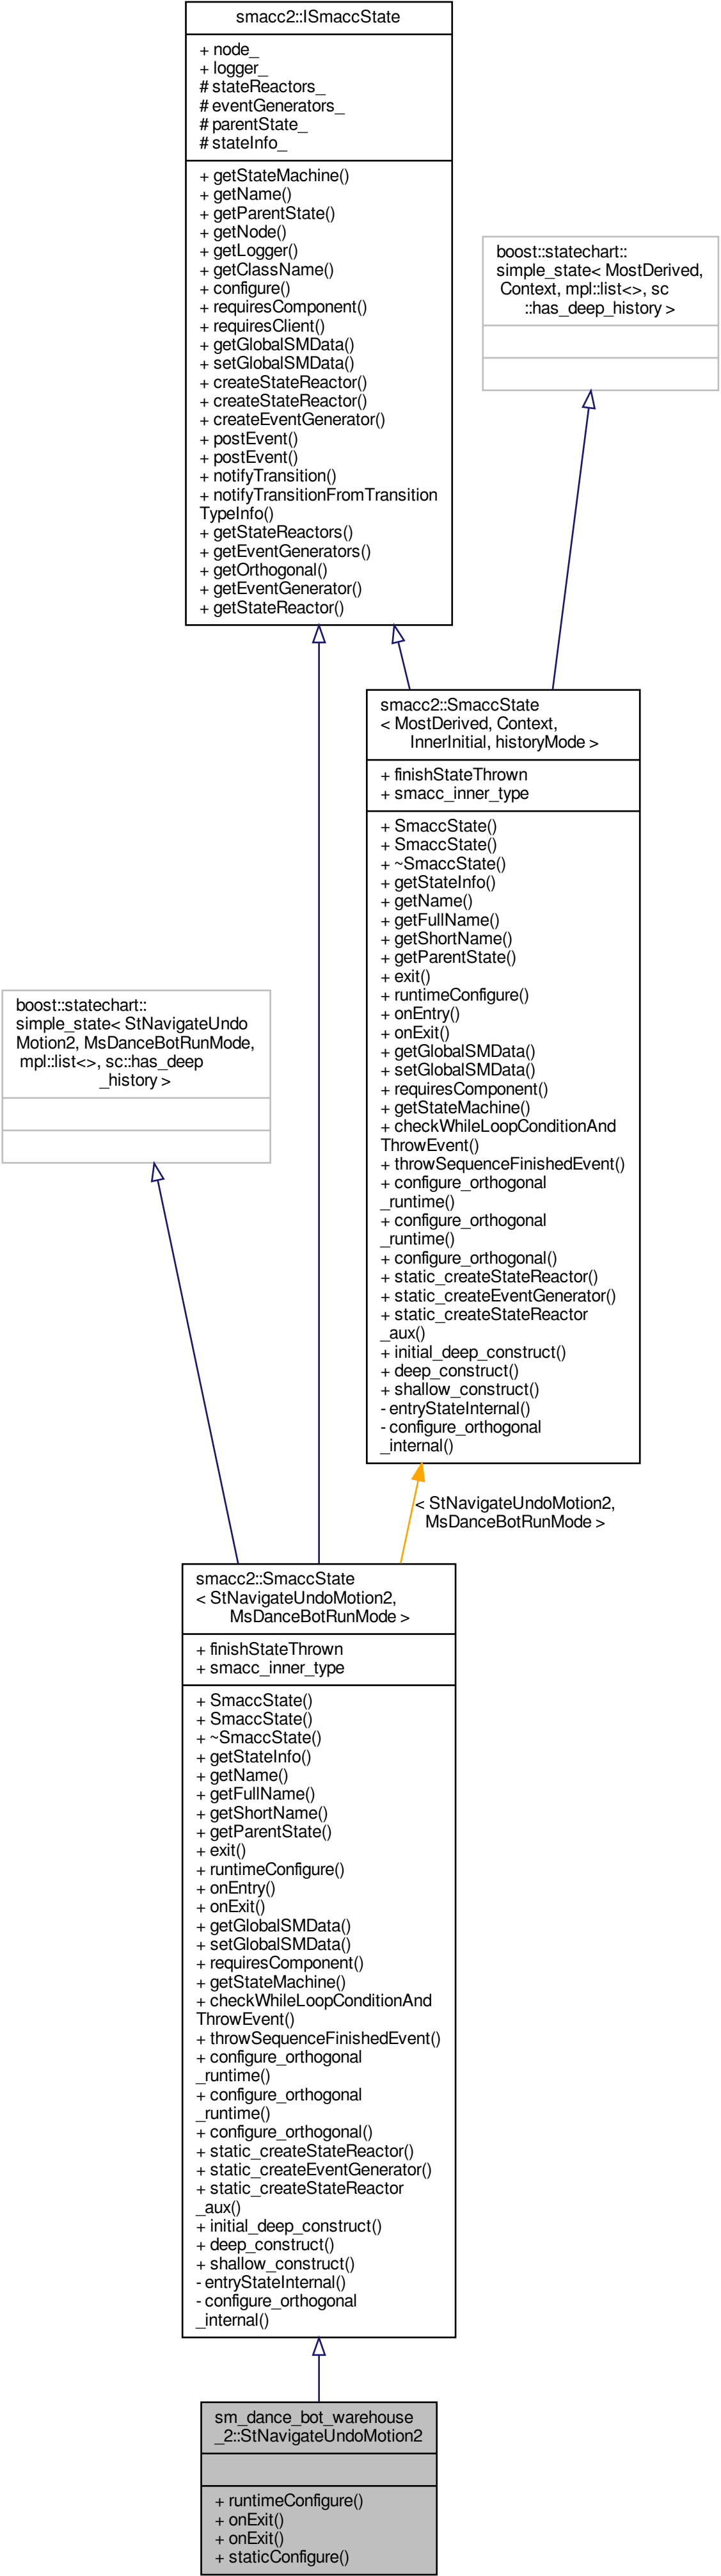 smacc2::ISmaccState
+ node_
+ logger_
# stateReactors_
# eventGenerators_
# parentState_
# stateInfo_
+ getStateMachine()
+ getName()
+ getParentState()
+ getNode()
+ getLogger()
+ getClassName()
+ configure()
+ requiresComponent()
+ requiresClient()
+ getGlobalSMData()
+ setGlobalSMData()
+ createStateReactor()
+ createStateReactor()
+ createEventGenerator()
+ postEvent()
+ postEvent()
+ notifyTransition()
+ notifyTransitionFromTransition
TypeInfo()
+ getStateReactors()
+ getEventGenerators()
+ getOrthogonal()
+ getEventGenerator()
+ getStateReactor()
boost::statechart::
simple_state< MostDerived,
Context, mpl::list<>, sc
::has_deep_history >
smacc2::SmaccState
< MostDerived, Context,
InnerInitial, historyMode >
+ finishStateThrown
+ smacc_inner_type
+ SmaccState()
+ SmaccState()
+ ~SmaccState()
+ getStateInfo()
+ getName()
+ getFullName()
+ getShortName()
+ getParentState()
+ exit()
+ runtimeConfigure()
+ onEntry()
+ onExit()
+ getGlobalSMData()
+ setGlobalSMData()
+ requiresComponent()
+ getStateMachine()
+ checkWhileLoopConditionAnd
ThrowEvent()
+ throwSequenceFinishedEvent()
+ configure_orthogonal
_runtime()
+ configure_orthogonal
_runtime()
+ configure_orthogonal()
+ static_createStateReactor()
+ static_createEventGenerator()
+ static_createStateReactor
_aux()
+ initial_deep_construct()
+ deep_construct()
+ shallow_construct()
- entryStateInternal()
- configure_orthogonal
_internal()
boost::statechart::
simple_state< StNavigateUndo
Motion2, MsDanceBotRunMode,
mpl::list<>, sc::has_deep
_history >
< StNavigateUndoMotion2,
MsDanceBotRunMode >
smacc2::SmaccState
< StNavigateUndoMotion2,
MsDanceBotRunMode >
+ finishStateThrown
+ smacc_inner_type
+ SmaccState()
+ SmaccState()
+ ~SmaccState()
+ getStateInfo()
+ getName()
+ getFullName()
+ getShortName()
+ getParentState()
+ exit()
+ runtimeConfigure()
+ onEntry()
+ onExit()
+ getGlobalSMData()
+ setGlobalSMData()
+ requiresComponent()
+ getStateMachine()
+ checkWhileLoopConditionAnd
ThrowEvent()
+ throwSequenceFinishedEvent()
+ configure_orthogonal
_runtime()
+ configure_orthogonal
_runtime()
+ configure_orthogonal()
+ static_createStateReactor()
+ static_createEventGenerator()
+ static_createStateReactor
_aux()
+ initial_deep_construct()
+ deep_construct()
+ shallow_construct()
- entryStateInternal()
- configure_orthogonal
_internal()
sm_dance_bot_warehouse
_2::StNavigateUndoMotion2
+ runtimeConfigure()
+ onExit()
+ onExit()
+ staticConfigure()